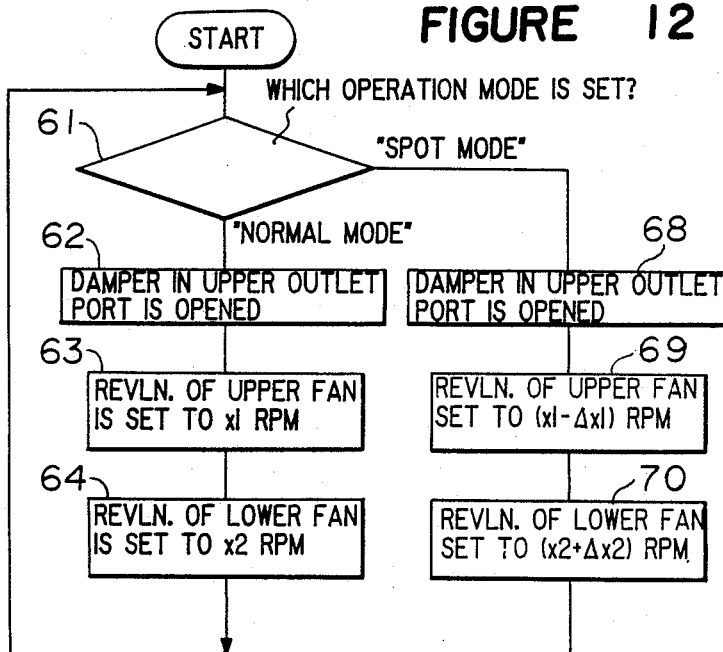 FIGURE 12
START
WHICH OPERATION MODE IS SET?
61
"SPOT MODE"
"NORMAL MODE"
62
DAMPER IN UPPER OUTLET
PORT IS OPENED
68
DAMPER IN UPPER OUTLET
PORT IS OPENED
63
REVLN. OF UPPER FAN
IS SET TO x1 RPM
69
REVLN. OF UPPER FAN
SET TO (x1-Δx1) RPM
64
REVLN. OF LOWER FAN
IS SET TO x2 RPM
70
REVLN. OF LOWER FAN
SET TO (x2+Δx2) RPM